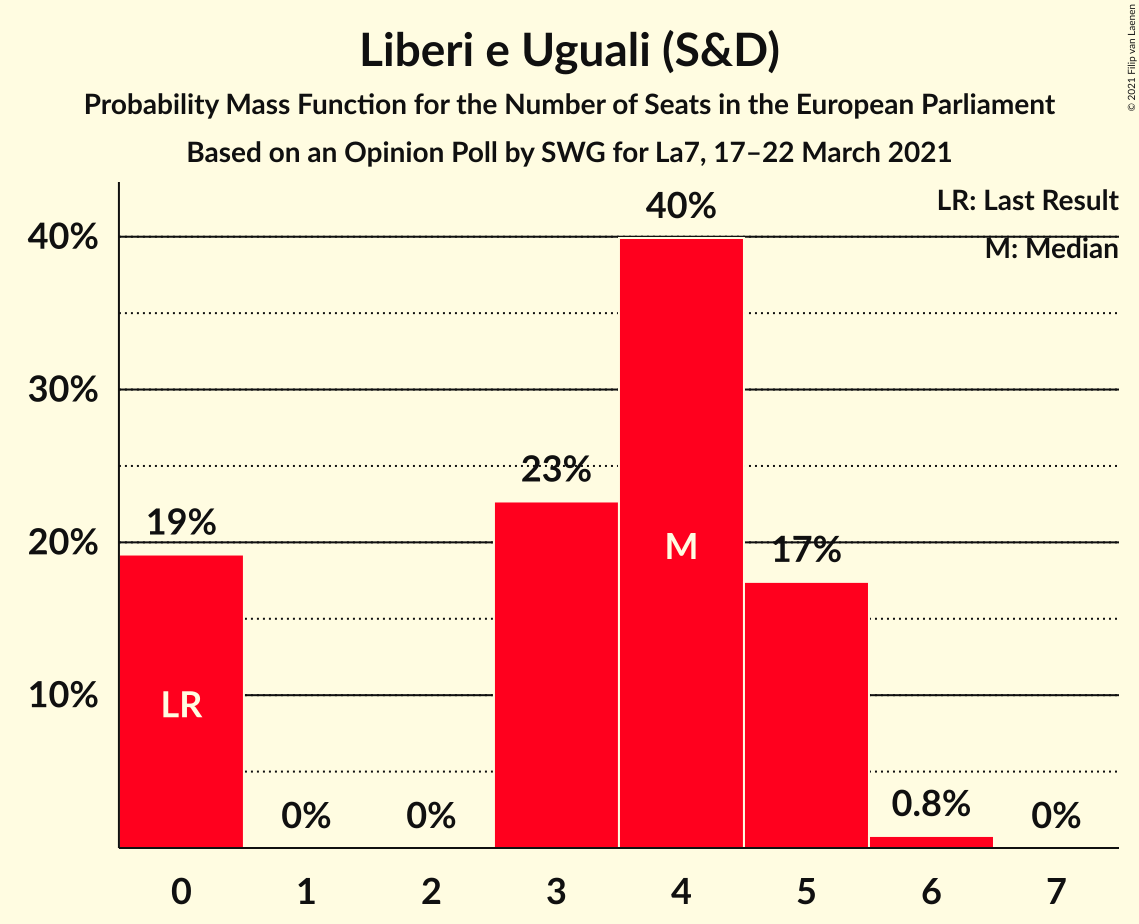 Liberi e Uguali (S&D)
Probability Mass Function for the Number of Seats in the European Parliament
Based on an Opinion Poll by SWG for La7, 17–22 March 2021
© 2021 Filip van Laenen
LR: Last Result
M: Median
40%
30%
20%
10%
19%
0%
0%
23%
40%
17%
0.8%
0%
LR
M
0 1 2 3 4 5 6 7